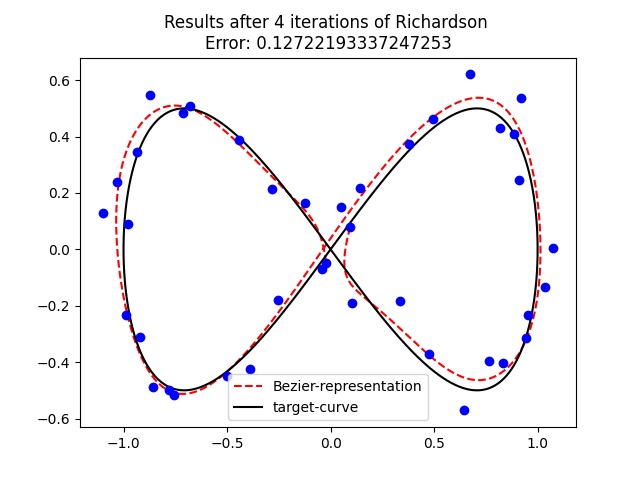 Results after 4 iterations of Richardson
Error: 0.12722193337247253
0.6
0.4
0.2
0.0
−0.2
−0.4
−0.6
Bezier-representation
target-curve
−1.0 −0.5 0.0 0.5 1.0